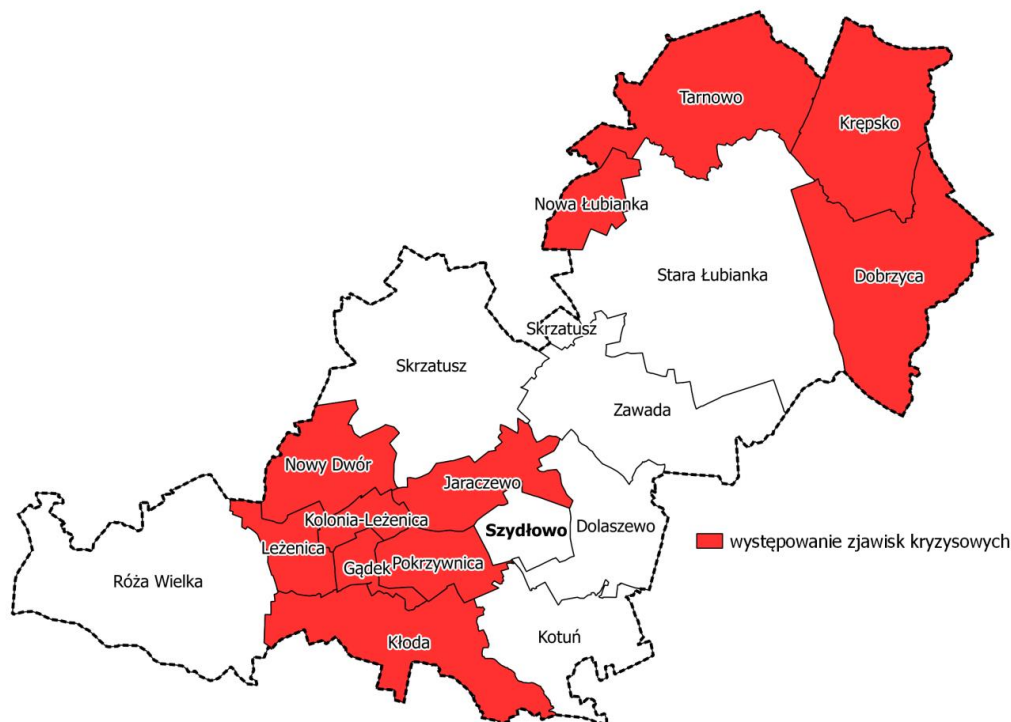 Tarnowo
Krępsko
Nowa Łubianka
Stara Łubianka
Dobrzyca
Skrzatusz
Skrzatusz
Zawada
Nowy Dwór
Jaraczewo
Kolonia-Leżenica
Szydłowo
Dolaszewo
Leżenica
Gądek
Pokrzywnica
Róża Wielka
Kłoda
Kotuń
występowanie zjawisk kryzysowych